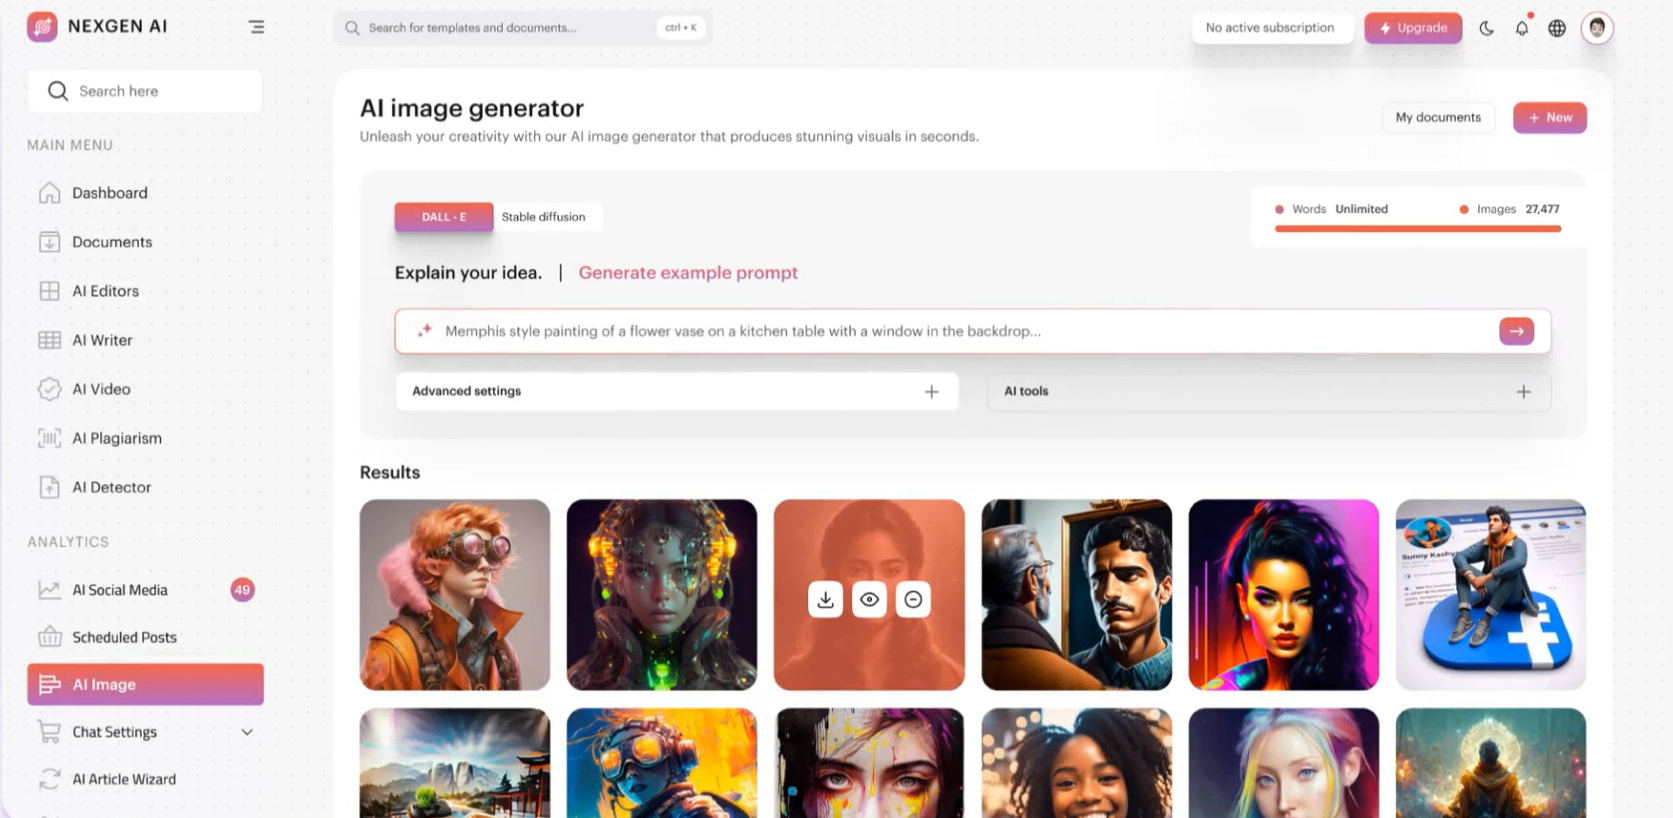 NEXGEN AI
Search for templates and documents...
ctrl + K
No active subscription
Upgrade
Search here
MAIN MENU
Dashboard
Documents
AI Editors
AI Writer
AI Video
AI Plagiarism
AI Detector
ANALYTICS
AI Social Media
49
Scheduled Posts
AI Image
Chat Settings
AI Article Wizard
AI image generator
Unleash your creativity with our AI image generator that produces stunning visuals in seconds.
My documents
+ New
DALL - E
Stable diffusion
Words Unlimited
Images 27,477
Explain your idea. | Generate example prompt
Memphis style painting of a flower vase on a kitchen table with a window in the backdrop...
Advanced settings
AI tools
Results
Sunny Kashy